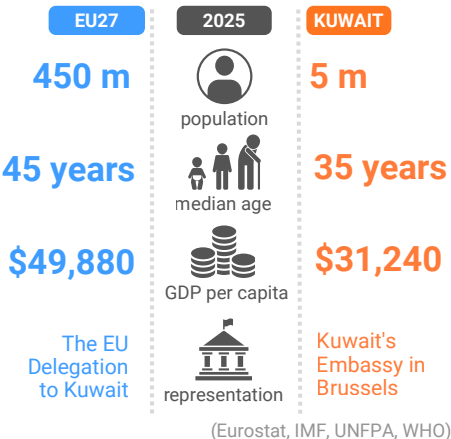 EU27 2025 KUWAIT
450 m 5 m
population
45 years 35 years
median age
$49,880 $31,240
GDP per capita
The EU
Delegation
to Kuwait
Kuwait's
Embassy in
Brussels
representation
(Eurostat, IMF, UNFPA, WHO)